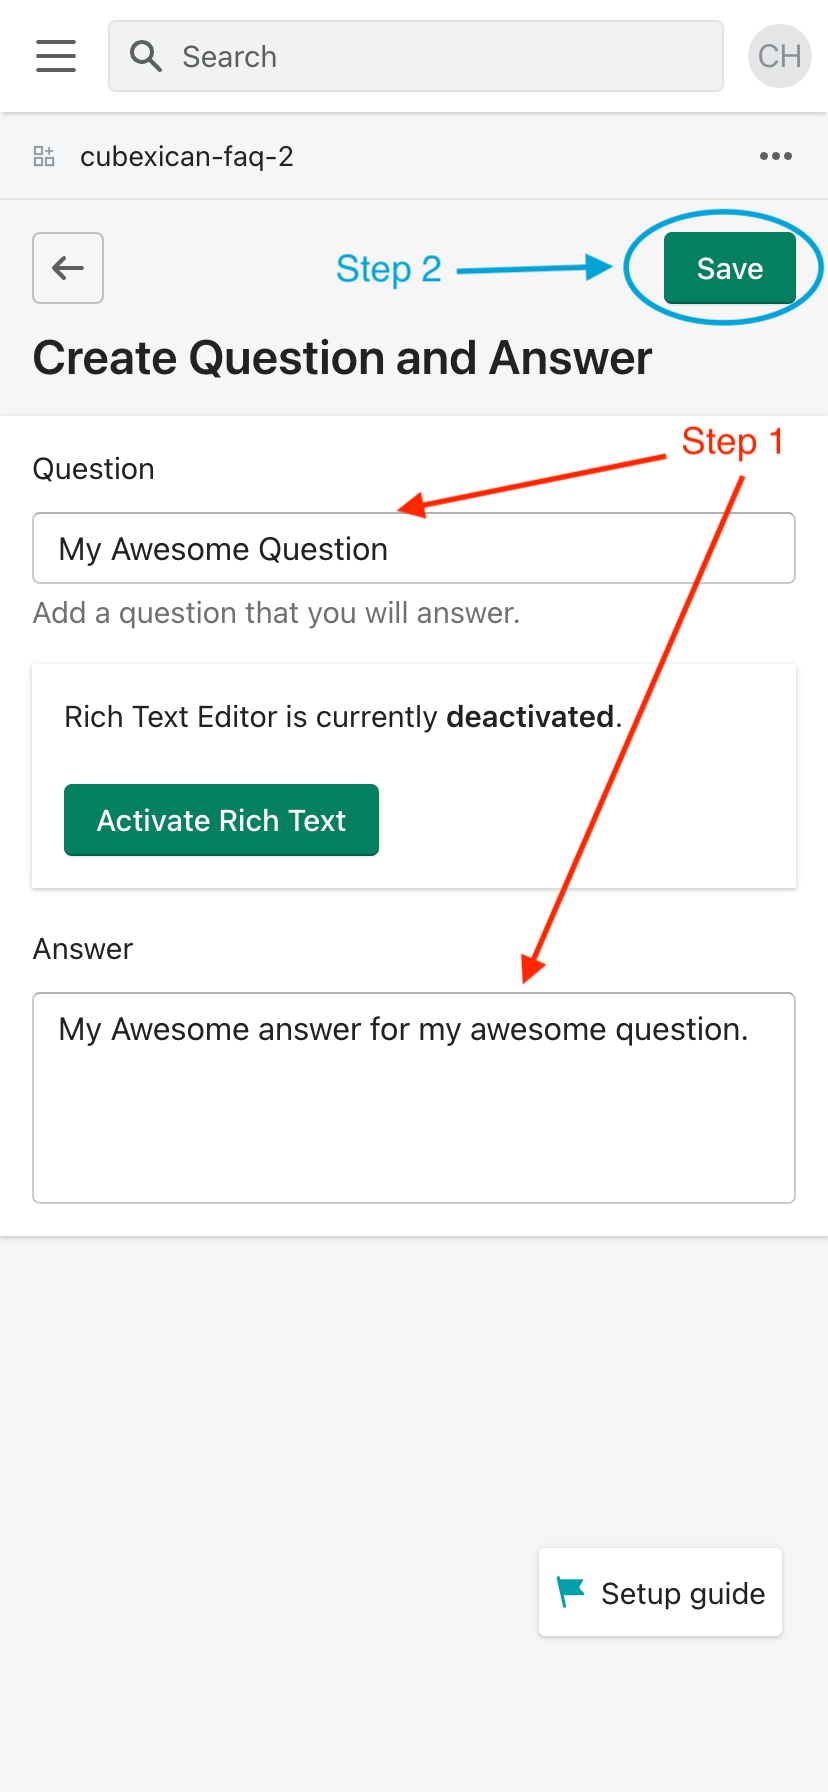 Search
CH
cubexican-faq-2
Step 2
Save
Create Question and Answer
Step 1
Question
My Awesome Question
Add a question that you will answer.
Rich Text Editor is currently deactivated.
Activate Rich Text
Answer
My Awesome answer for my awesome question.
Setup guide